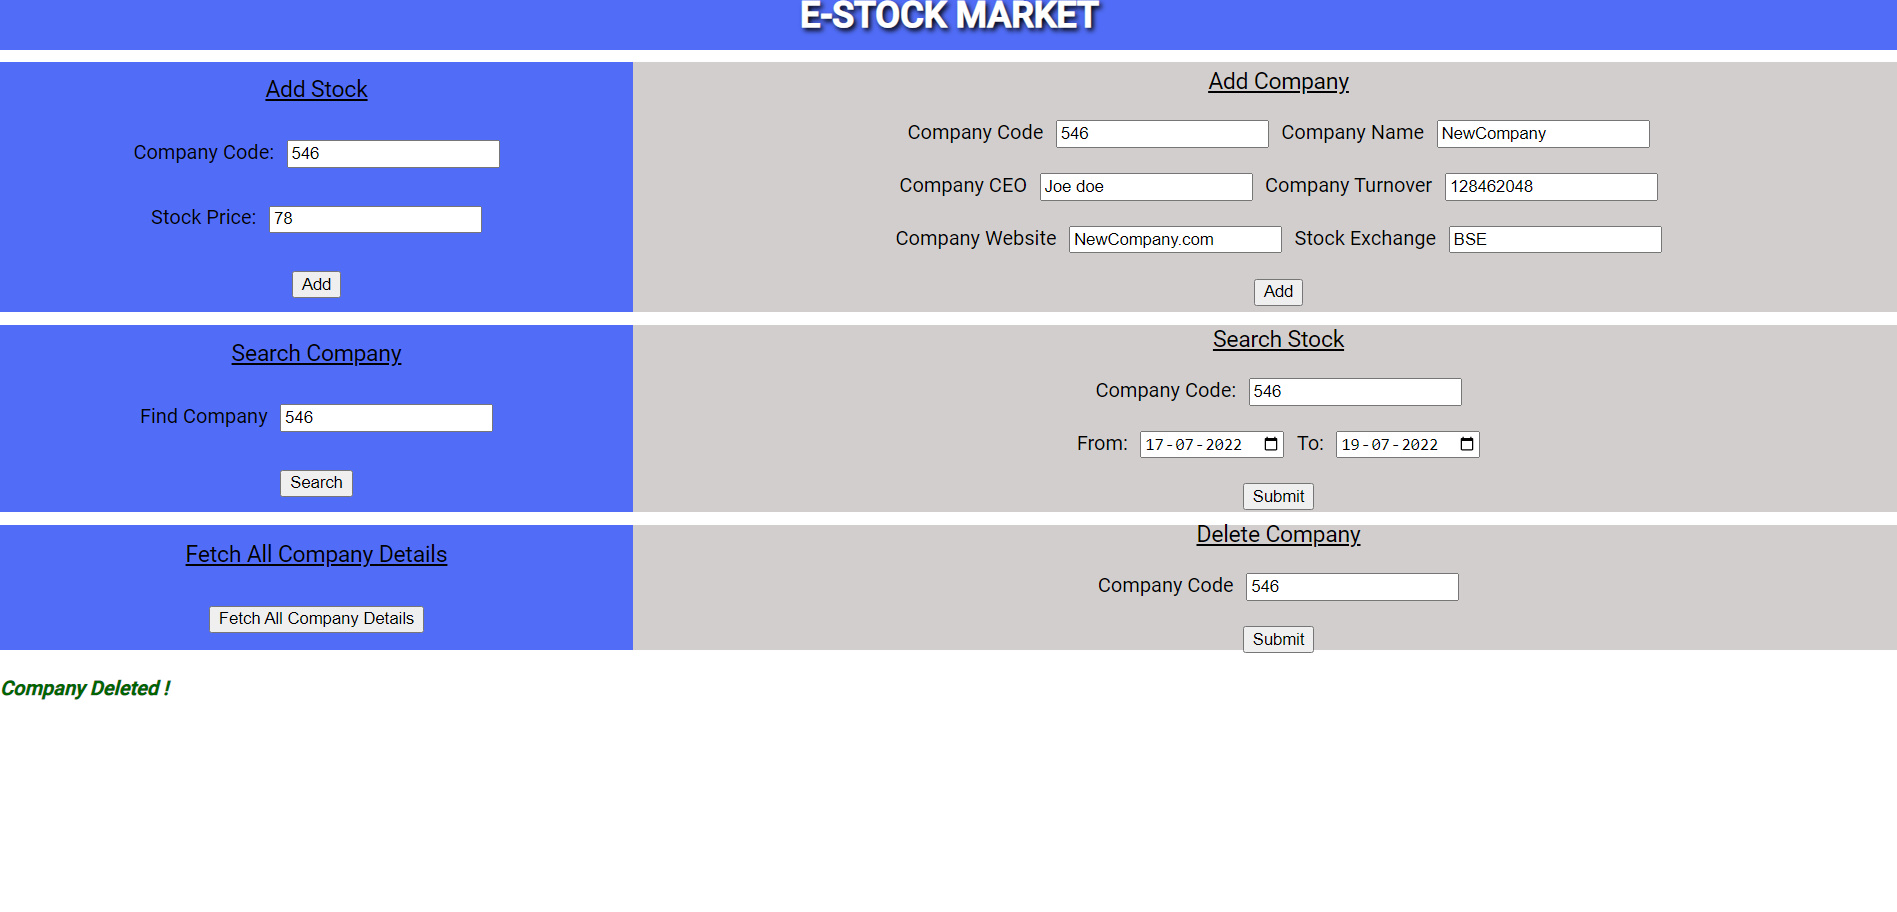 E-STOCK MARKET
Add Stock
Company Code: 546
Stock Price: 78
Add
Add Company
Company Code 546 Company Name NewCompany
Company CEO Joe doe Company Turnover 128462048
Company Website NewCompany.com Stock Exchange BSE
Add
Search Company
Find Company 546
Search
Search Stock
Company Code: 546
From: 17-07-2022 To: 19-07-2022
Submit
Fetch All Company Details
Fetch All Company Details
Delete Company
Company Code 546
Submit
Company Deleted !